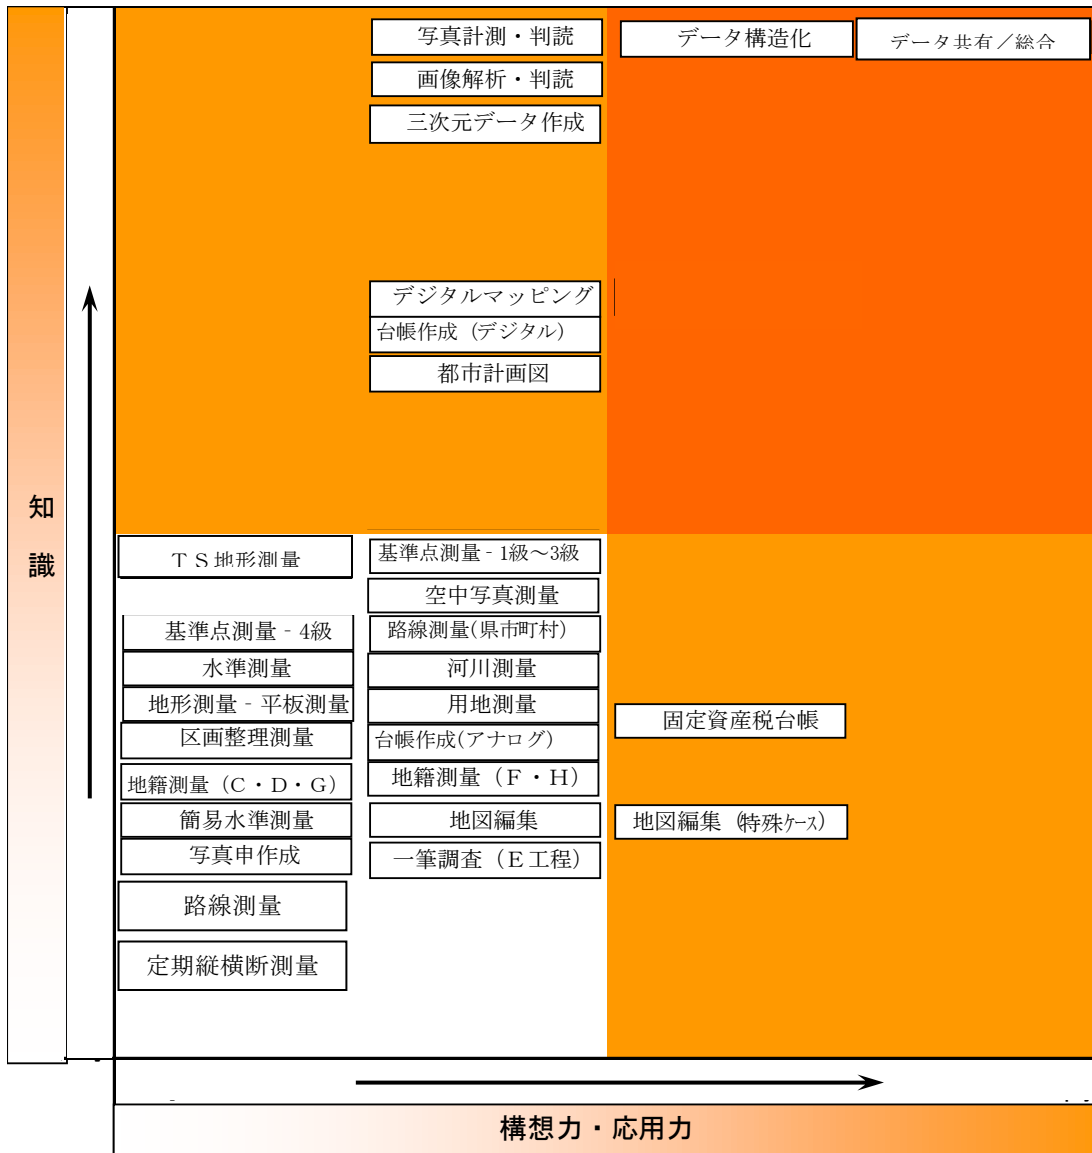 写真計測・判読
データ構造化
データ共有／総合
画像解析・判読
三次元データ作成
デジタルマッピング
台帳作成（デジタル）
都市計画図
知
識
ＴＳ地形測量
基準点測量‐1級～3級
空中写真測量
基準点測量‐4級
路線測量(県市町村)
水準測量
河川測量
地形測量‐平板測量
用地測量
固定資産税台帳
区画整理測量
台帳作成(アナログ)
地籍測量（C・D・G）
地籍測量（F・H）
簡易水準測量
地図編集
地図編集（特殊ケース）
写真申作成
一筆調査（E工程）
路線測量
定期縦横断測量
構想力・応用力